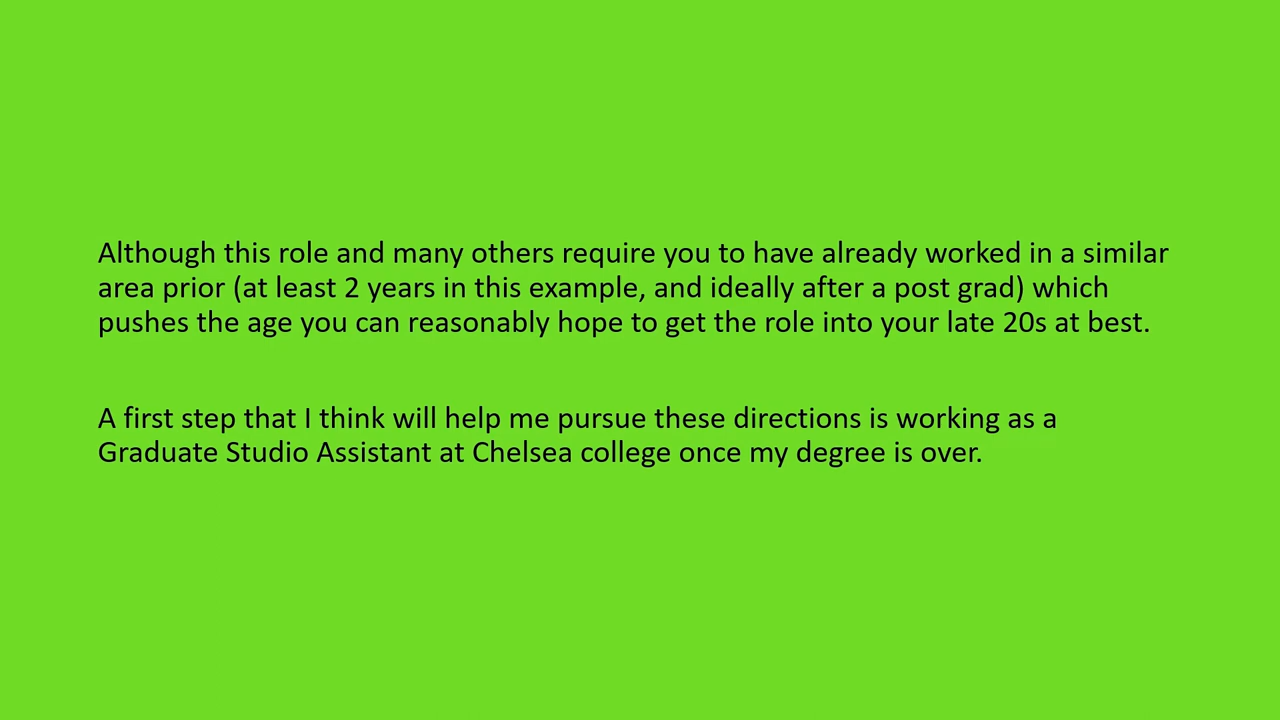 Although this role and many others require you to have already worked in a similar
area prior (at least 2 years in this example, and ideally after a post grad) which
pushes the age you can reasonably hope to get the role into your late 20s at best.
A first step that I think will help me pursue these directions is working as a
Graduate Studio Assistant at Chelsea college once my degree is over.